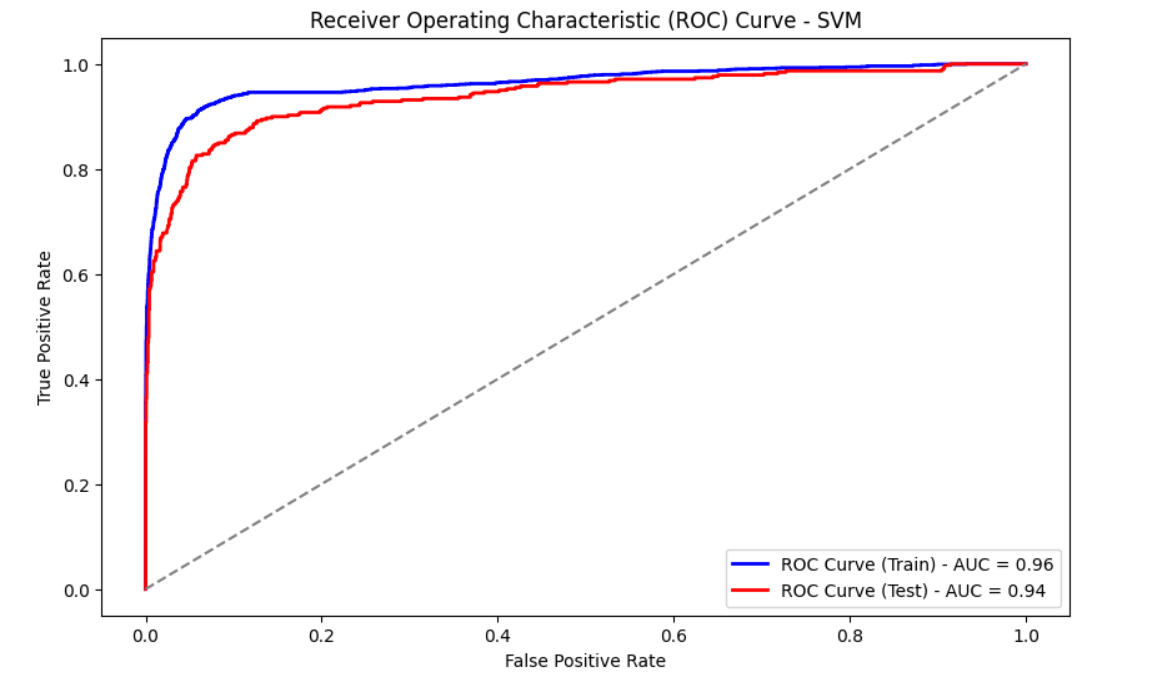 Receiver Operating Characteristic (ROC) Curve - SVM
True Positive Rate
1.0
0.8
0.6
0.4
0.2
0.0
ROC Curve (Train) - AUC = 0.96
ROC Curve (Test) - AUC = 0.94
0.0 0.2 0.4 0.6 0.8 1.0
False Positive Rate